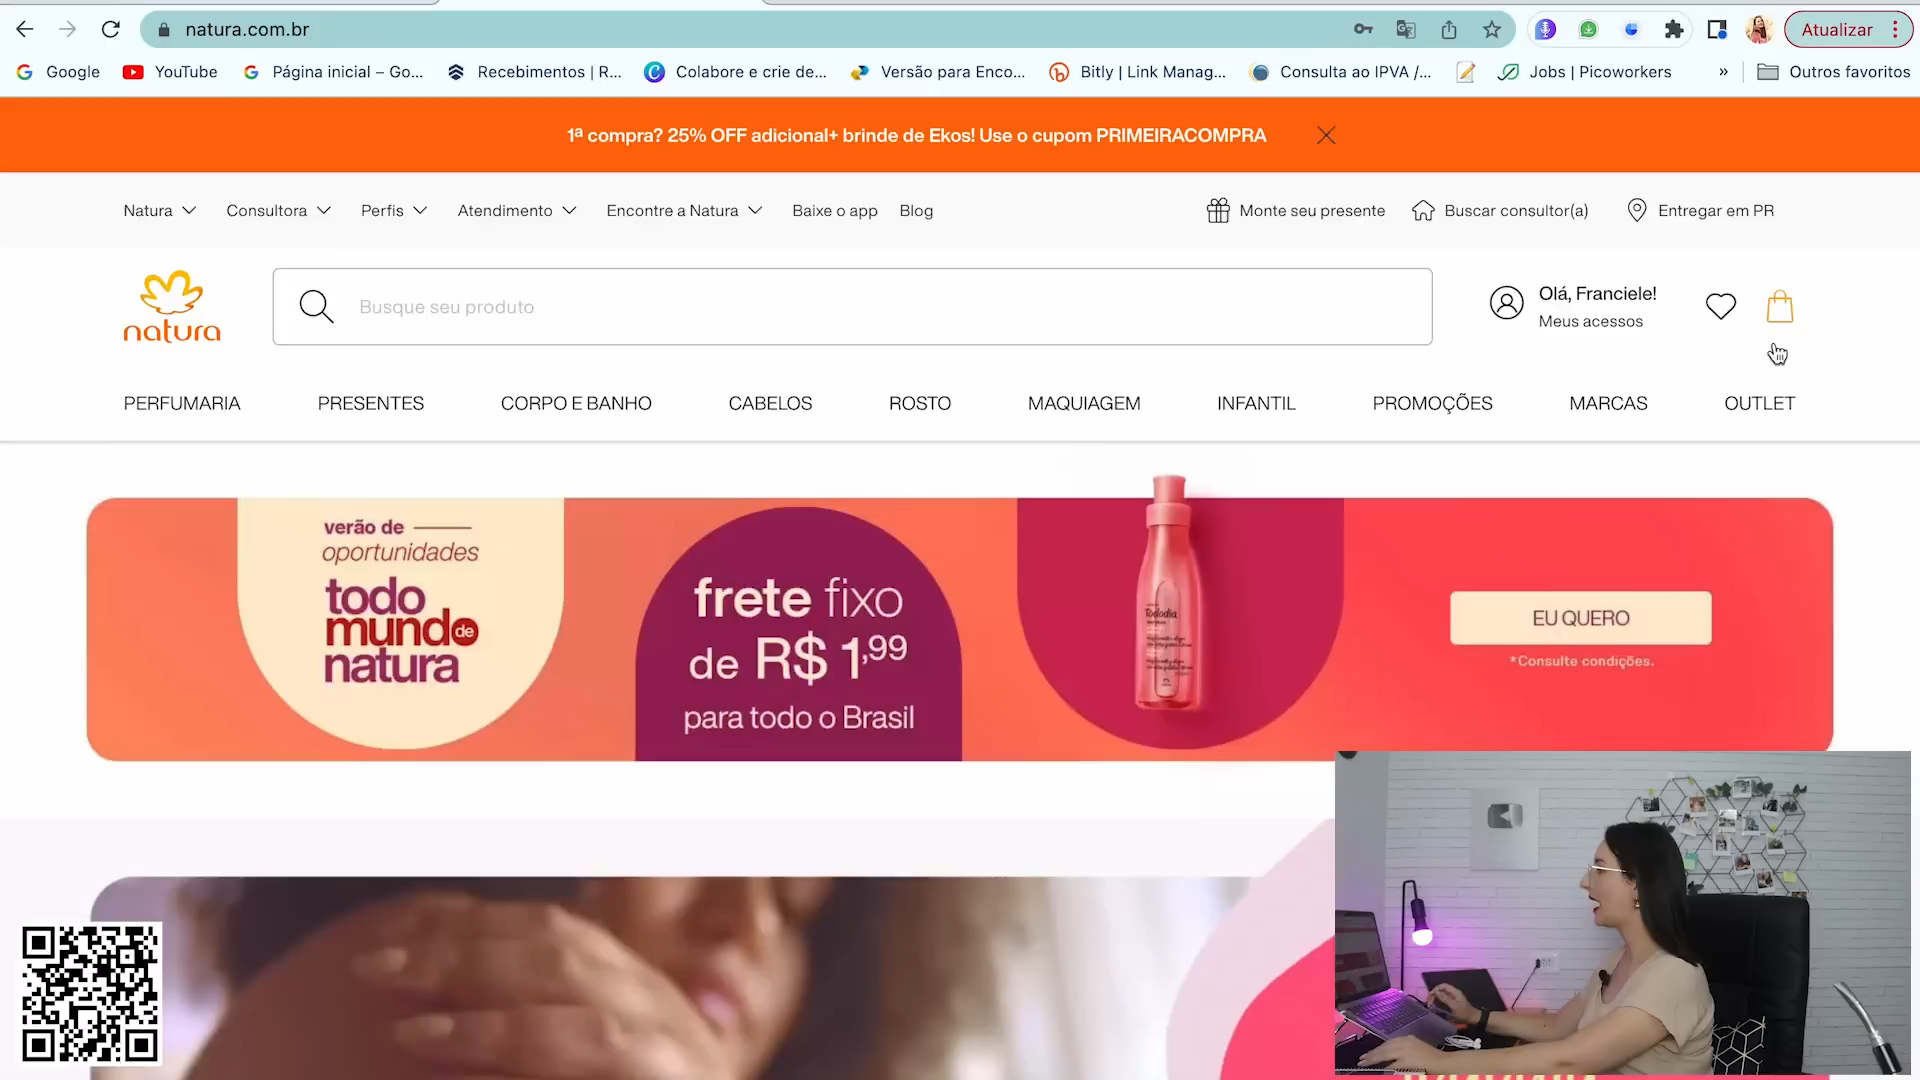 natura.com.br
Atualizar
Google
YouTube
Página inicial – Go...
Recebimentos | R...
Colabore e crie de...
Versão para Enco...
Bitly | Link Manag...
Consulta ao IPVA /...
Jobs | Picoworkers
»
Outros favoritos
1ª compra? 25% OFF adicional+ brinde de Ekos! Use o cupom PRIMEIRACOMPRA
Natura
Consultora
Perfis
Atendimento
Encontre a Natura
Baixe o app
Blog
Monte seu presente
Buscar consultor(a)
Entregar em PR
natura
Busque seu produto
Olá, Franciele!
Meus acessos
PERFUMARIA
PRESENTES
CORPO E BANHO
CABELOS
ROSTO
MAQUIAGEM
INFANTIL
PROMOÇÕES
MARCAS
OUTLET
verão de
oportunidades
todo
mundo de
natura
frete fixo
de R$ 1,99
para todo o Brasil
Tododia
EU QUERO
*Consulte condições.